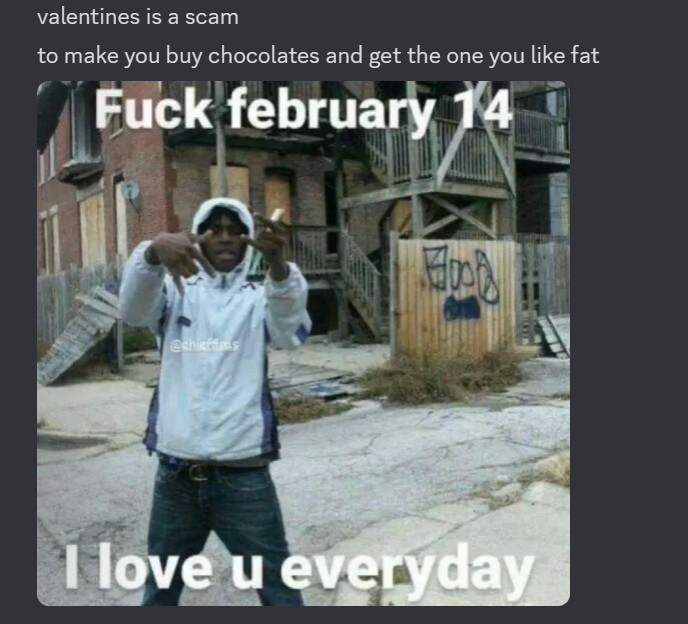 valentines is a scam
to make you buy chocolates and get the one you like fat
Fuck february 14
I love u everyday